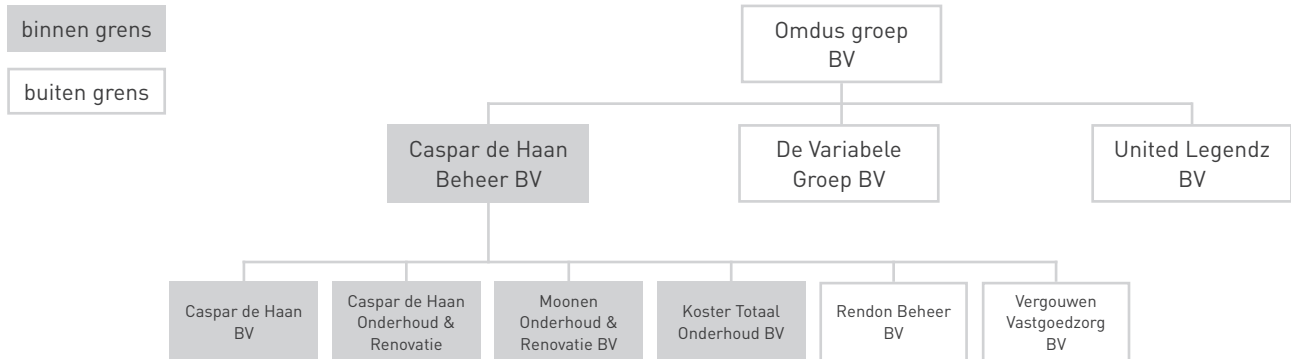 binnen grens
buiten grens
Omdus groep
BV
Caspar de Haan
Beheer BV
De Variabele
Groep BV
United Legendz
BV
Caspar de Haan
BV
Caspar de Haan
Onderhoud &
Renovatie
Moonen
Onderhoud &
Renovatie BV
Koster Totaal
Onderhoud BV
Rendon Beheer
BV
Vergouwen
Vastgoedzorg
BV